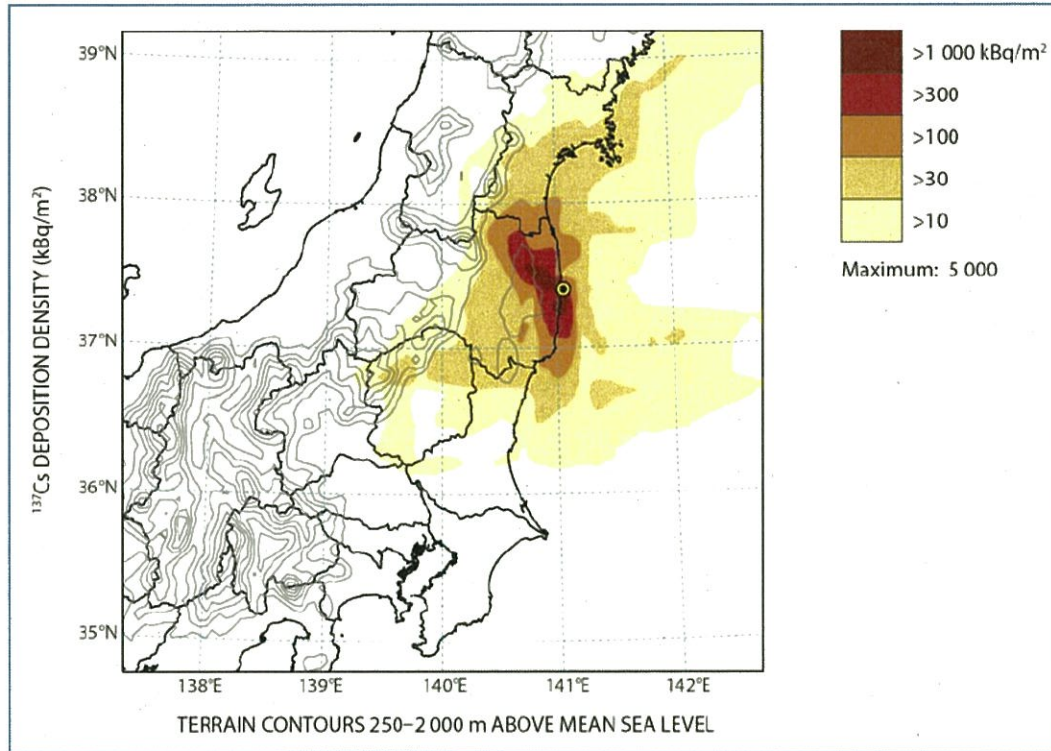 39°N
38°N
37°N
36°N
35°N
¹³⁷Cs DEPOSITION DENSITY (kBq/m²)
138°E 139°E 140°E 141°E 142°E
TERRAIN CONTOURS 250–2 000 m ABOVE MEAN SEA LEVEL
>1 000 kBq/m²
>300
>100
>30
>10
Maximum: 5 000